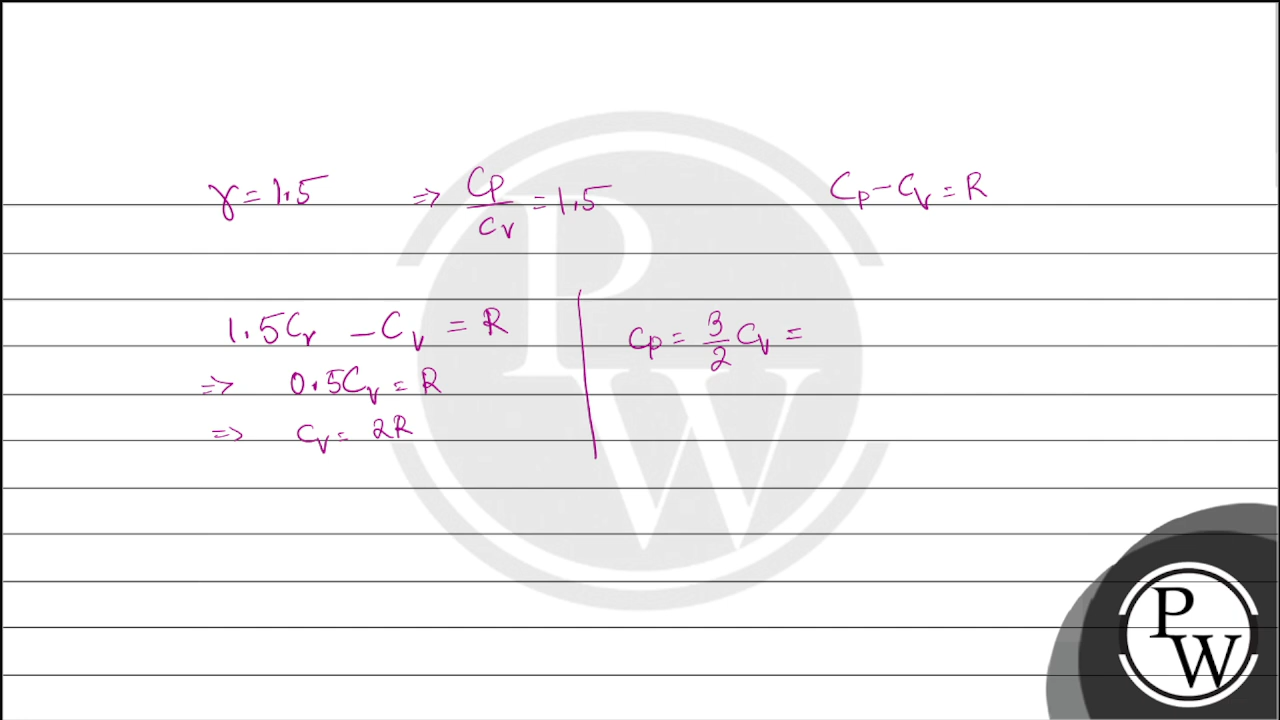 γ = 1.5 ⇒ Cp/Cv = 1.5 Cp - Cv = R
1.5Cv - Cv = R
⇒ 0.5Cv = R
⇒ Cv = 2R
Cp = 3/2 Cv =
P
W
P
W